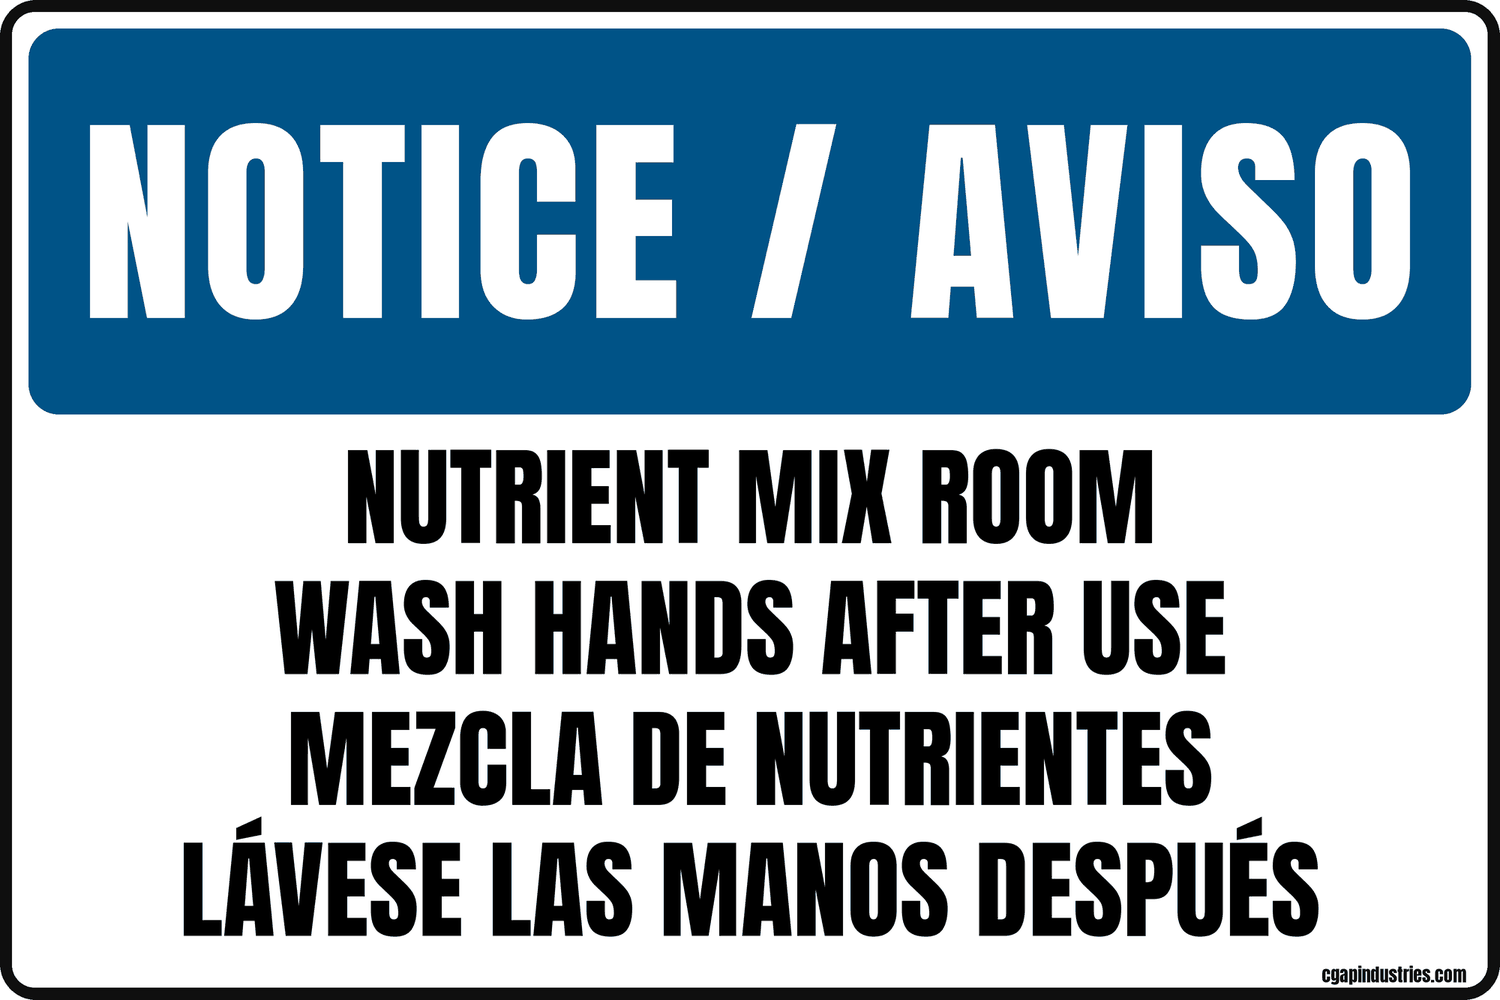 NOTICE / AVISO
NUTRIENT MIX ROOM
WASH HANDS AFTER USE
MEZCLA DE NUTRIENTES
LÁVESE LAS MANOS DESPUÉS
cgapindustries.com